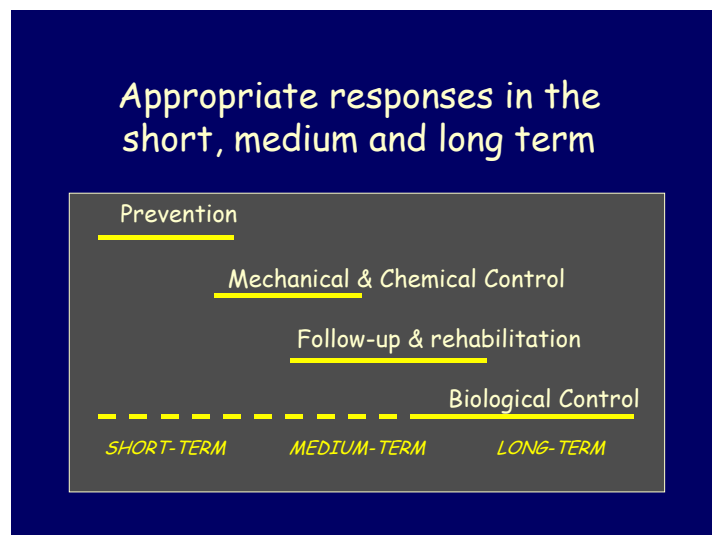 Appropriate responses in the
short, medium and long term
Prevention
Mechanical & Chemical Control
Follow-up & rehabilitation
Biological Control
SHORT-TERM MEDIUM-TERM LONG-TERM